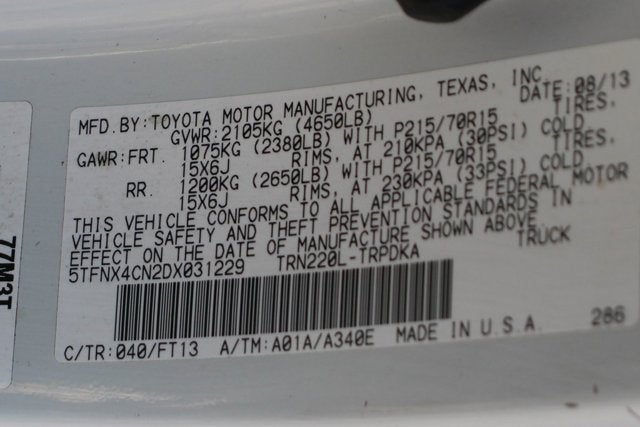 MFD.BY:TOYOTA MOTOR MANUFACTURING, TEXAS, INC.
GVWR:2105KG (4650LB) DATE:08/13
GAWR:FRT. 1075KG (2380LB) WITH P215/70R15 TIRES,
15X6J RIMS, AT 210KPA (30PSI) COLD
RR. 1200KG (2650LB) WITH P215/70R15 TIRES,
15X6J RIMS, AT 230KPA (33PSI) COLD
THIS VEHICLE CONFORMS TO ALL APPLICABLE FEDERAL MOTOR
VEHICLE SAFETY AND THEFT PREVENTION STANDARDS IN
EFFECT ON THE DATE OF MANUFACTURE SHOWN ABOVE.
5TFNX4CN2DX031229 TRN220L-TRPDKA TRUCK
C/TR:040/FT13 A/TM:A01A/A340E MADE IN U.S.A. 286
77M3T